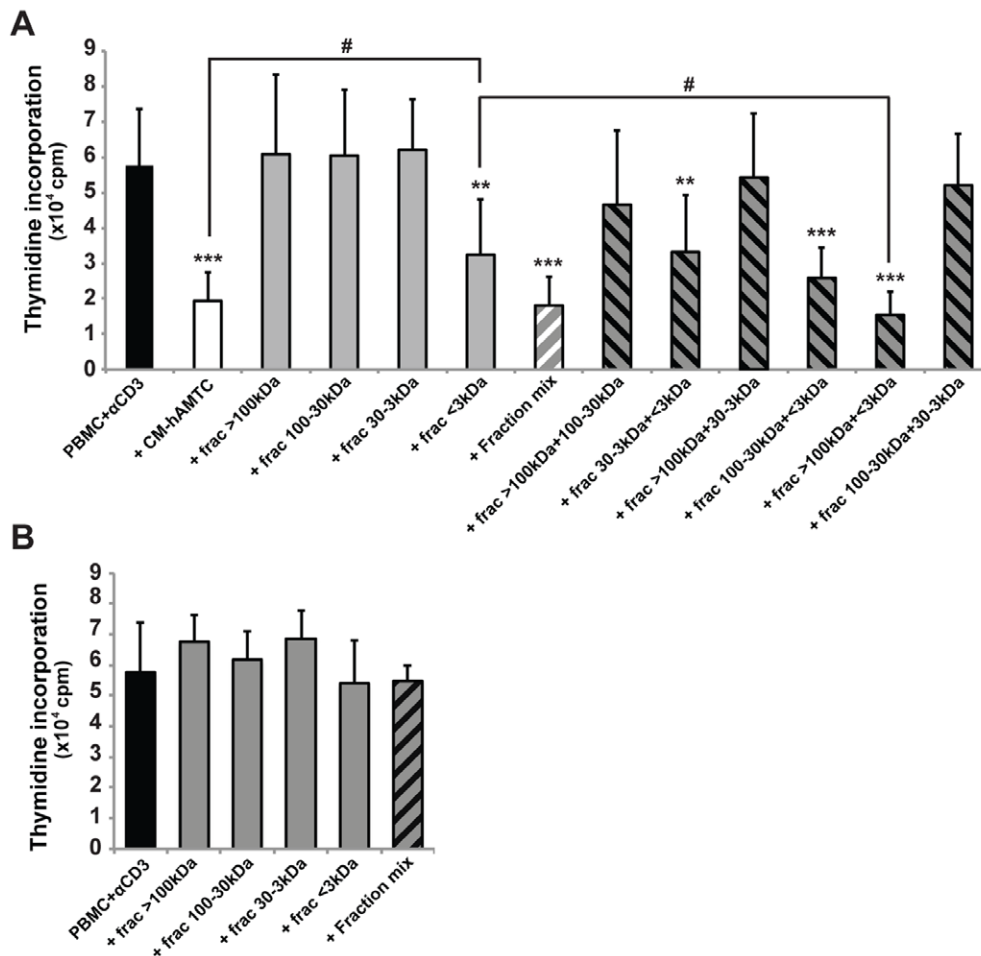 A
Thymidine incorporation
(x10⁴ cpm)
9
8
7
6
5
4
3
2
1
0
#
#
***
**
***
**
***
***
PBMC+αCD3
+ CM-hAMTC
+ frac >100kDa
+ frac 100-30kDa
+ frac 30-3kDa
+ frac <3kDa
+ Fraction mix
+ frac >100kDa+100-30kDa
+ frac 30-3kDa+<3kDa
+ frac >100kDa+30-3kDa
+ frac 100-30kDa+<3kDa
+ frac >100kDa+<3kDa
+ frac 100-30kDa+30-3kDa
B
Thymidine incorporation
(x10⁴ cpm)
9
8
7
6
5
4
3
2
1
0
PBMC+αCD3
+ frac >100kDa
+ frac 100-30kDa
+ frac 30-3kDa
+ frac <3kDa
+ Fraction mix